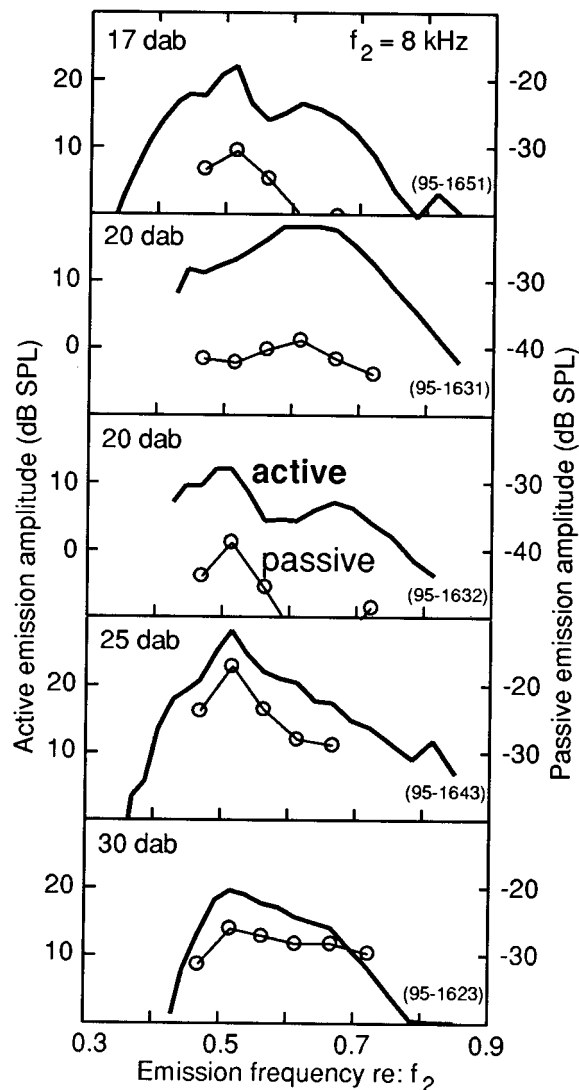 17 dab
f2 = 8 kHz
20
10
-20
-30
(95-1651)
20 dab
10
0
-30
-40
(95-1631)
20 dab
active
10
0
passive
-30
-40
(95-1632)
25 dab
20
10
-20
-30
(95-1643)
30 dab
20
10
-20
-30
(95-1623)
0.3
0.5
0.7
0.9
Emission frequency re: f2
Active emission amplitude (dB SPL)
Passive emission amplitude (dB SPL)